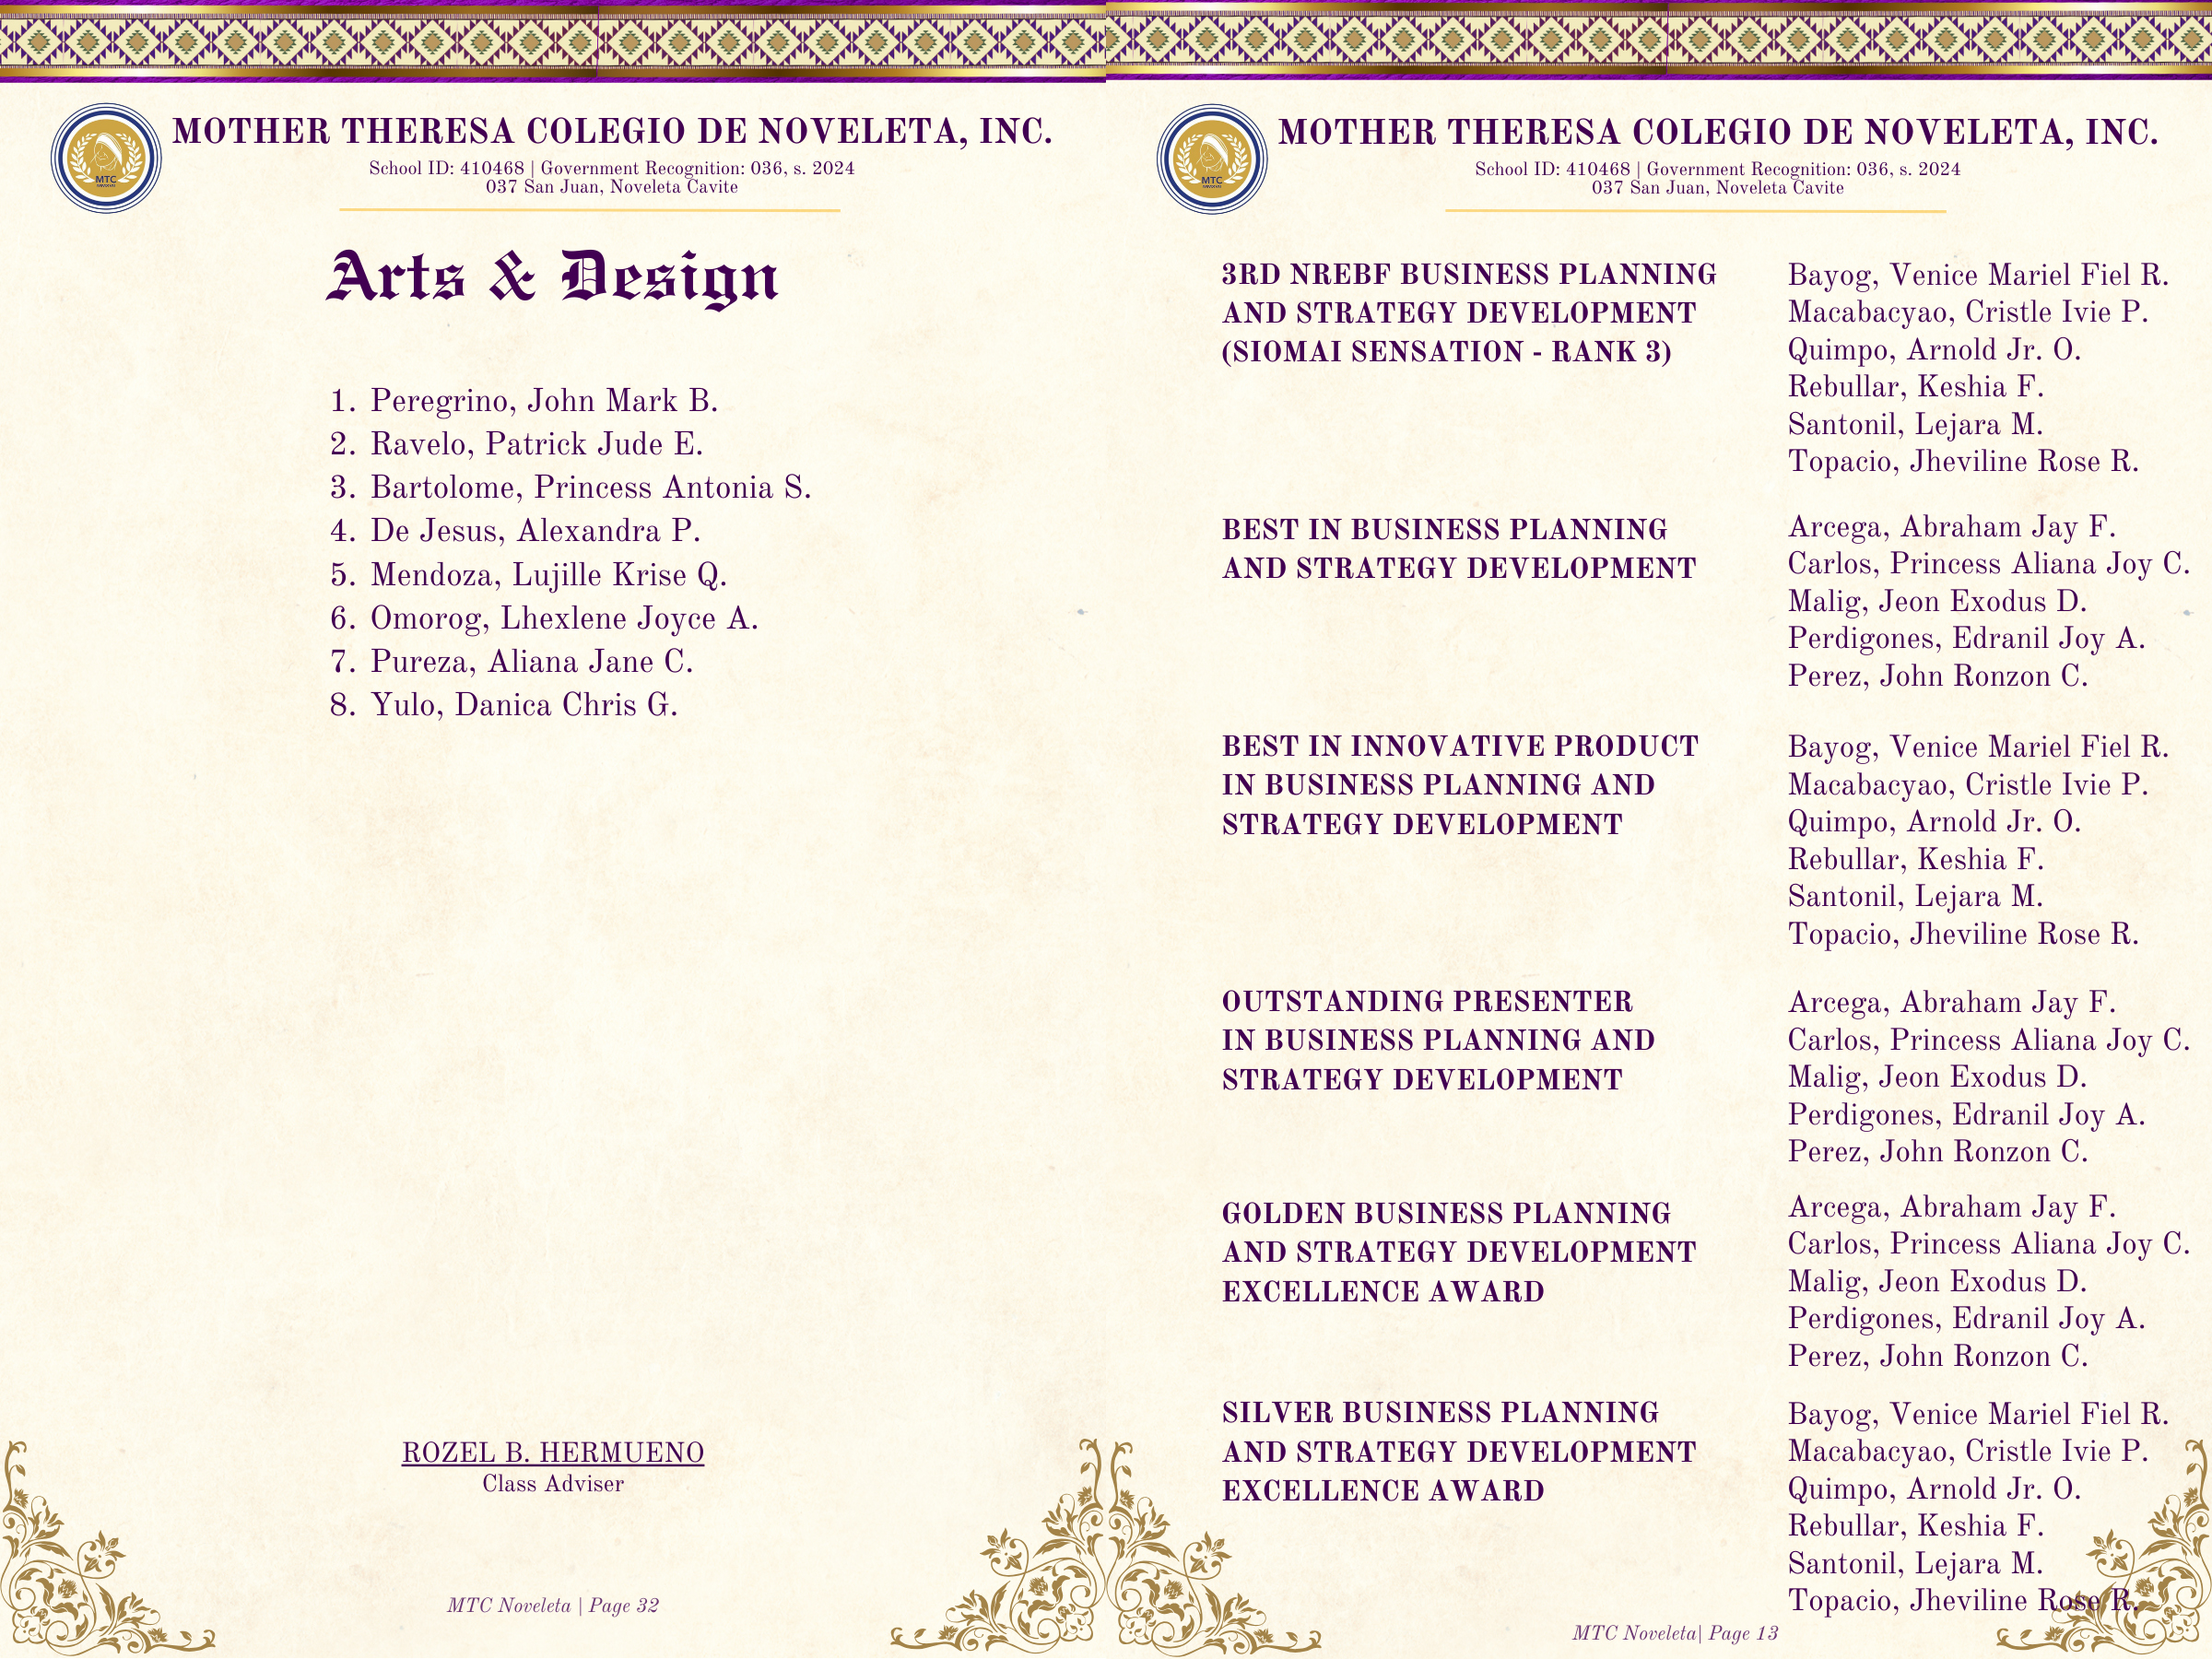 MOTHER THERESA COLEGIO DE NOVELETA, INC.
School ID: 410468 | Government Recognition: 036, s. 2024
037 San Juan, Noveleta Cavite
MTC
Arts & Design
1. Peregrino, John Mark B.
2. Ravelo, Patrick Jude E.
3. Bartolome, Princess Antonia S.
4. De Jesus, Alexandra P.
5. Mendoza, Lujille Krise Q.
6. Omorog, Lhexlene Joyce A.
7. Pureza, Aliana Jane C.
8. Yulo, Danica Chris G.
ROZEL B. HERMUENO
Class Adviser
MTC Noveleta | Page 32
MOTHER THERESA COLEGIO DE NOVELETA, INC.
School ID: 410468 | Government Recognition: 036, s. 2024
037 San Juan, Noveleta Cavite
MTC
3RD NREBF BUSINESS PLANNING
AND STRATEGY DEVELOPMENT
(SIOMAI SENSATION - RANK 3)
Bayog, Venice Mariel Fiel R.
Macabacyao, Cristle Ivie P.
Quimpo, Arnold Jr. O.
Rebullar, Keshia F.
Santonil, Lejara M.
Topacio, Jheviline Rose R.
BEST IN BUSINESS PLANNING
AND STRATEGY DEVELOPMENT
Arcega, Abraham Jay F.
Carlos, Princess Aliana Joy C.
Malig, Jeon Exodus D.
Perdigones, Edranil Joy A.
Perez, John Ronzon C.
BEST IN INNOVATIVE PRODUCT
IN BUSINESS PLANNING AND
STRATEGY DEVELOPMENT
Bayog, Venice Mariel Fiel R.
Macabacyao, Cristle Ivie P.
Quimpo, Arnold Jr. O.
Rebullar, Keshia F.
Santonil, Lejara M.
Topacio, Jheviline Rose R.
OUTSTANDING PRESENTER
IN BUSINESS PLANNING AND
STRATEGY DEVELOPMENT
Arcega, Abraham Jay F.
Carlos, Princess Aliana Joy C.
Malig, Jeon Exodus D.
Perdigones, Edranil Joy A.
Perez, John Ronzon C.
GOLDEN BUSINESS PLANNING
AND STRATEGY DEVELOPMENT
EXCELLENCE AWARD
Arcega, Abraham Jay F.
Carlos, Princess Aliana Joy C.
Malig, Jeon Exodus D.
Perdigones, Edranil Joy A.
Perez, John Ronzon C.
SILVER BUSINESS PLANNING
AND STRATEGY DEVELOPMENT
EXCELLENCE AWARD
Bayog, Venice Mariel Fiel R.
Macabacyao, Cristle Ivie P.
Quimpo, Arnold Jr. O.
Rebullar, Keshia F.
Santonil, Lejara M.
Topacio, Jheviline Rose R.
MTC Noveleta| Page 13